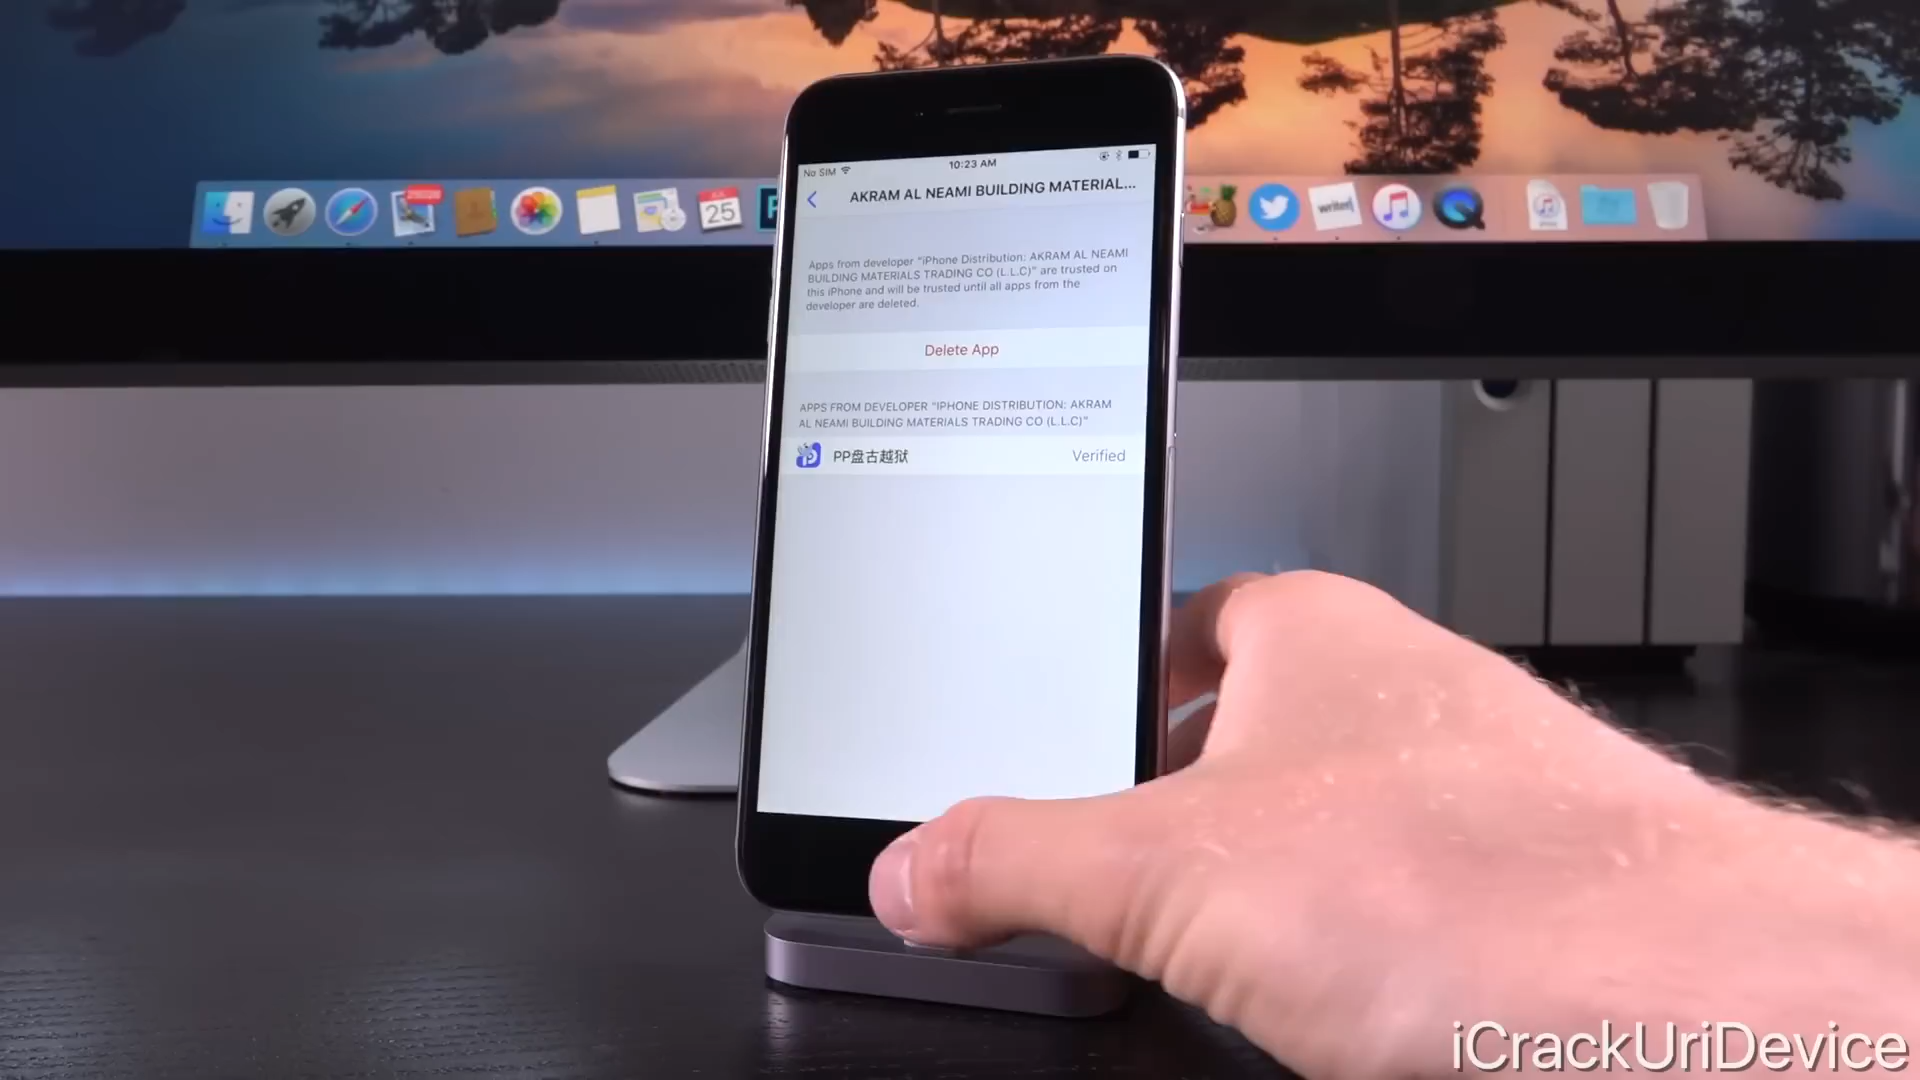 No SIM
10:23 AM
AKRAM AL NEAMI BUILDING MATERIAL...
Apps from developer "iPhone Distribution: AKRAM AL NEAMI
BUILDING MATERIALS TRADING CO (L.L.C)" are trusted on
this iPhone and will be trusted until all apps from the
developer are deleted.
Delete App
APPS FROM DEVELOPER "IPHONE DISTRIBUTION: AKRAM
AL NEAMI BUILDING MATERIALS TRADING CO (L.L.C)"
PP盘古越狱
Verified
JUL
25
writer
iCrackUriDevice